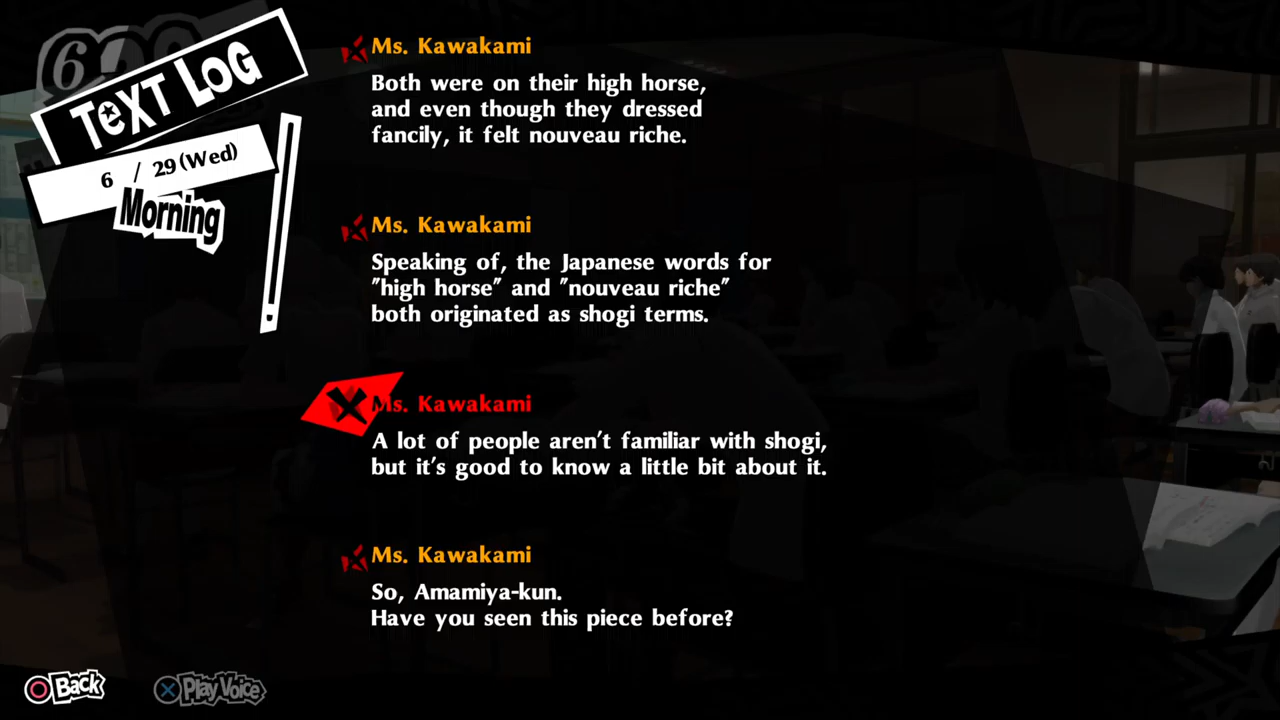 TEXT LOG
6 / 29 (Wed)
Morning
Ms. Kawakami
Both were on their high horse,
and even though they dressed
fancily, it felt nouveau riche.
Ms. Kawakami
Speaking of, the Japanese words for
"high horse" and "nouveau riche"
both originated as shogi terms.
Ms. Kawakami
A lot of people aren't familiar with shogi,
but it's good to know a little bit about it.
Ms. Kawakami
So, Amamiya-kun.
Have you seen this piece before?
Back
Play Voice